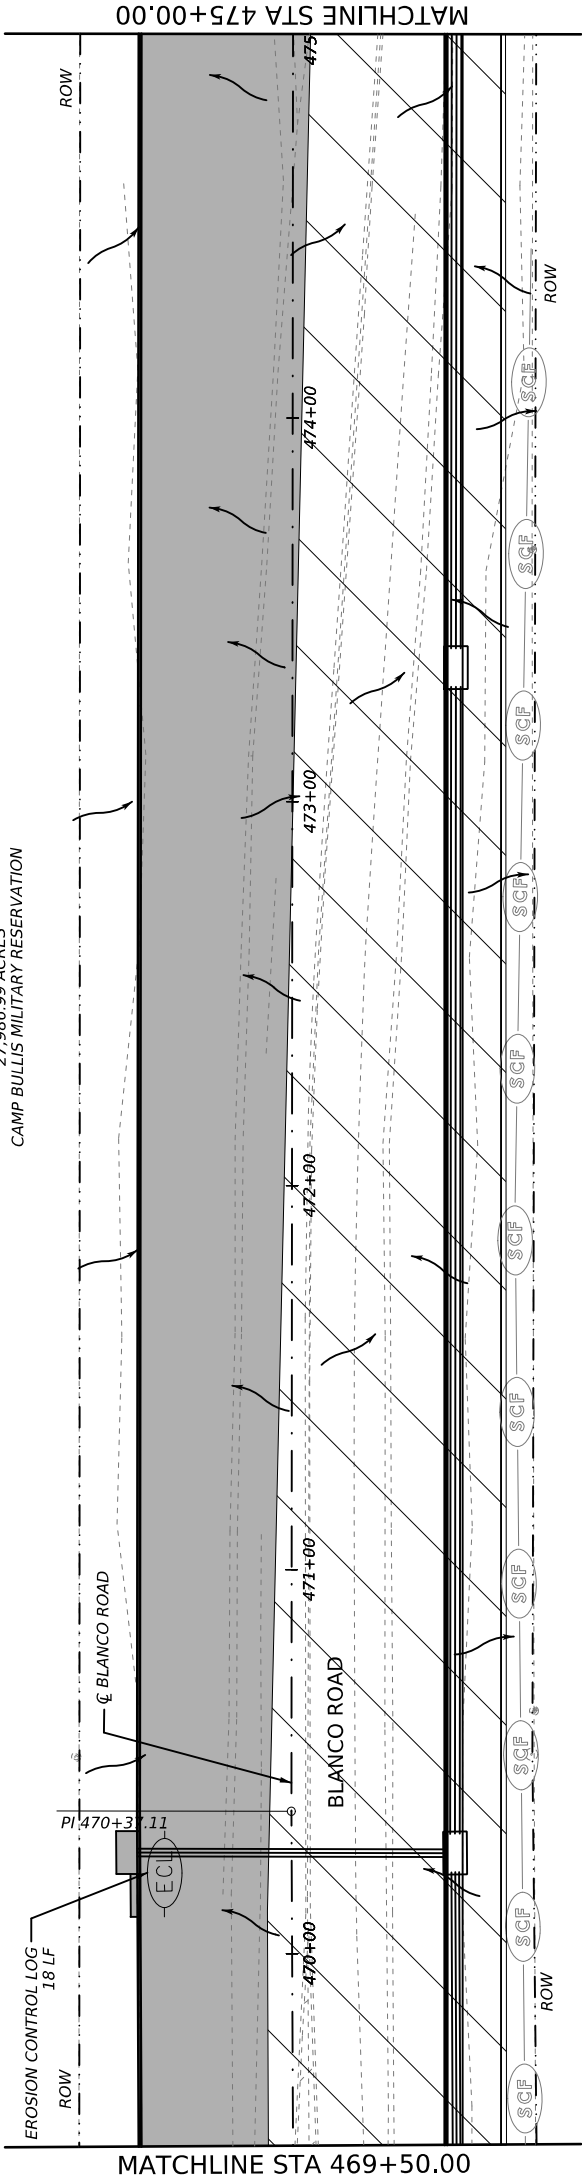 MATCHLINE STA 475+00.00
475
ROW
ROW
474+00
SCF
SCF
SCF
473+00
SCF
CAMP BULLIS MILITARY RESERVATION
SCF
472+00
SCF
SCF
471+00
SCF
℄ BLANCO ROAD
BLANCO ROAD
SCF
PI 470+37.11
ECL
SCF
470+00
EROSION CONTROL LOG
18 LF
ROW
ROW
SCF
MATCHLINE STA 469+50.00